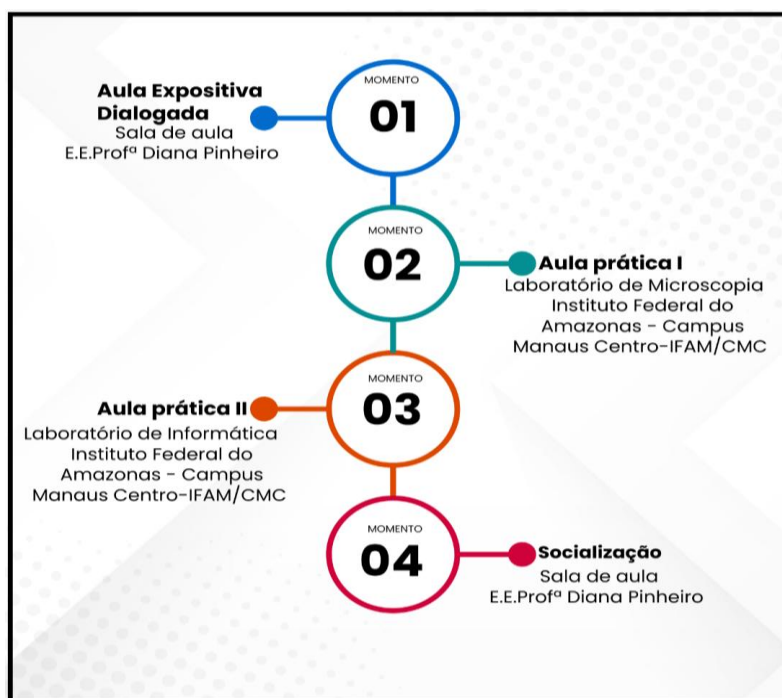 MOMENTO
01
Aula Expositiva
Dialogada
Sala de aula
E.E.Profª Diana Pinheiro
MOMENTO
02
Aula prática I
Laboratório de Microscopia
Instituto Federal do
Amazonas - Campus
Manaus Centro-IFAM/CMC
MOMENTO
03
Aula prática II
Laboratório de Informática
Instituto Federal do
Amazonas - Campus
Manaus Centro-IFAM/CMC
MOMENTO
04
Socialização
Sala de aula
E.E.Profª Diana Pinheiro